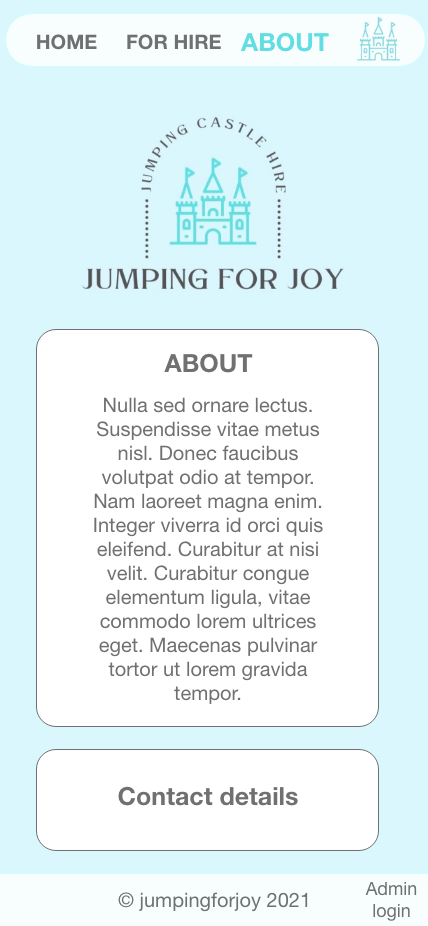 HOME FOR HIRE ABOUT
JUMPING CASTLE HIRE
JUMPING FOR JOY
ABOUT
Nulla sed ornare lectus.
Suspendisse vitae metus
nisl. Donec faucibus
volutpat odio at tempor.
Nam laoreet magna enim.
Integer viverra id orci quis
eleifend. Curabitur at nisi
velit. Curabitur congue
elementum ligula, vitae
commodo lorem ultrices
eget. Maecenas pulvinar
tortor ut lorem gravida
tempor.
Contact details
© jumpingforjoy 2021
Admin
login